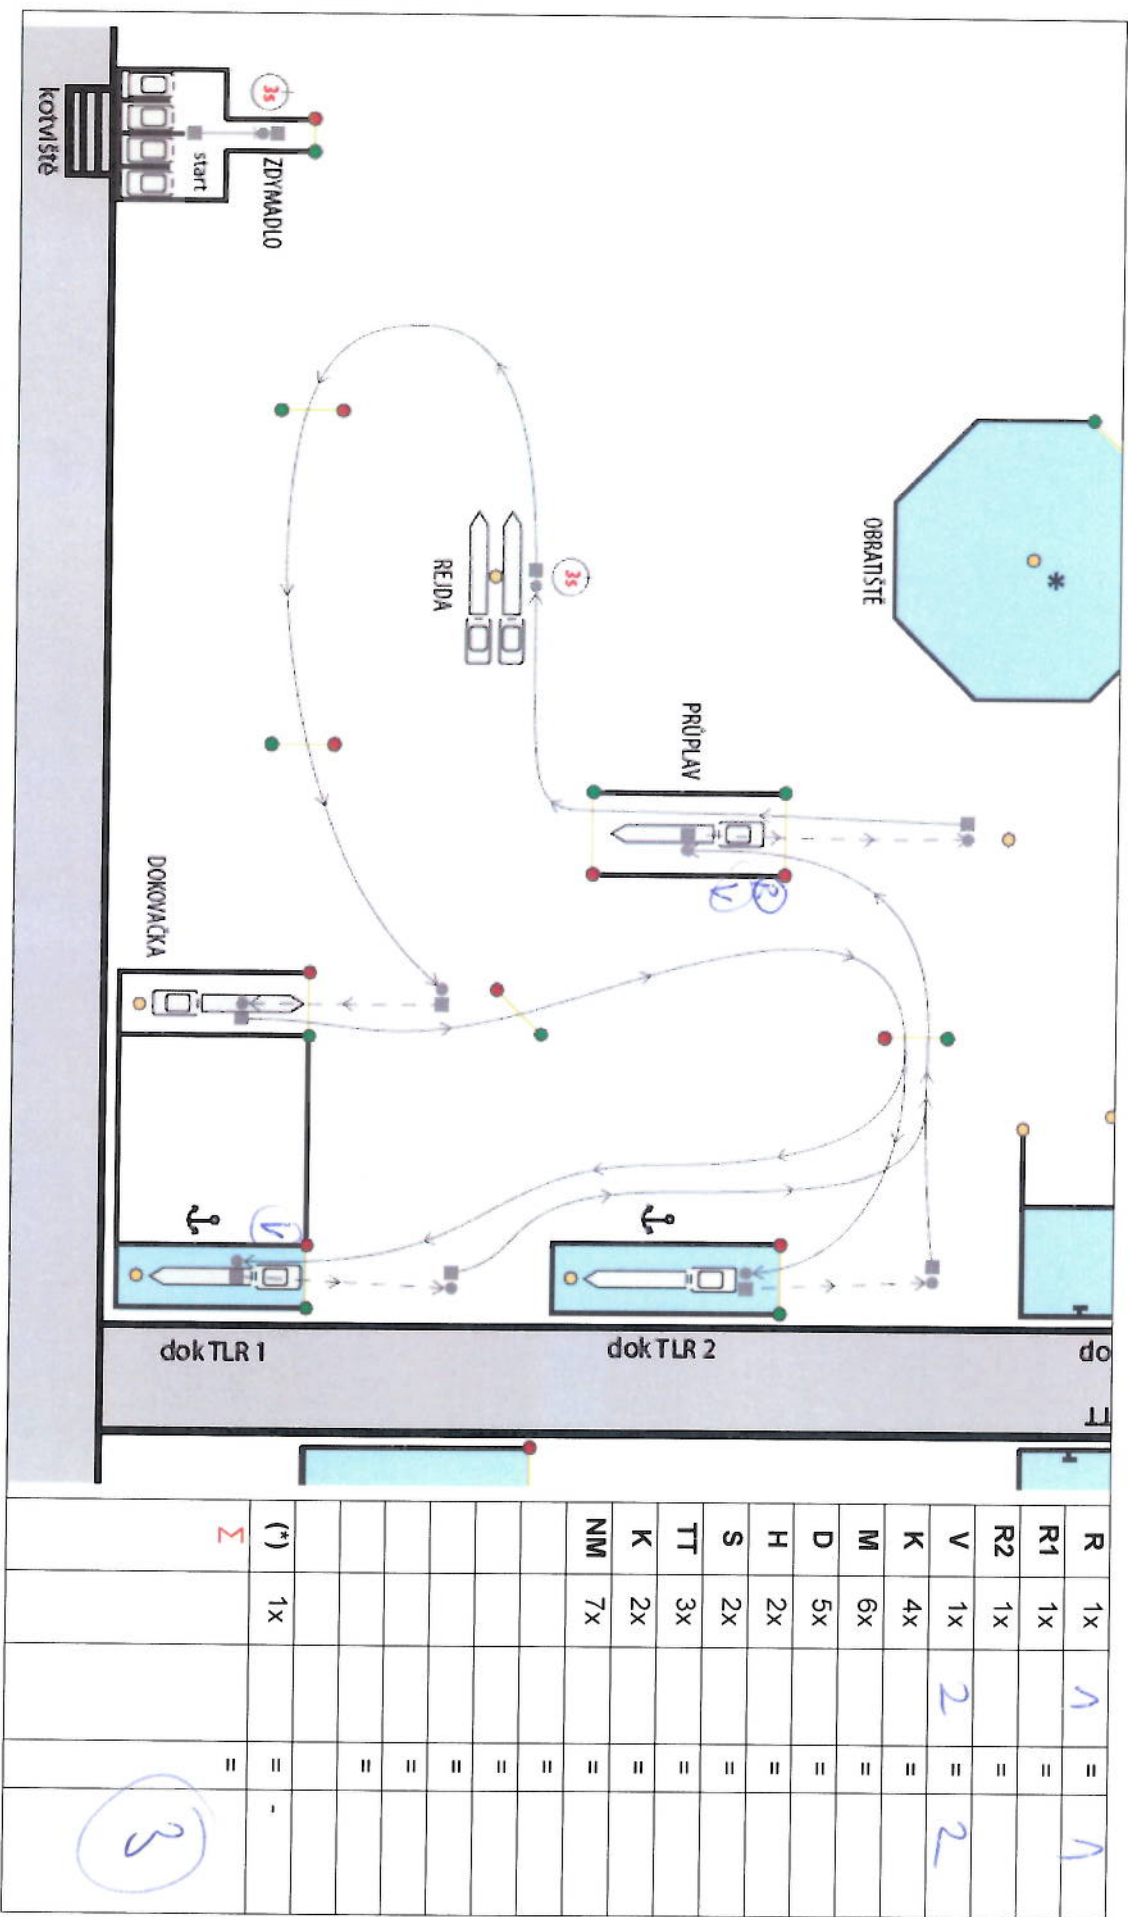 OBRATIŠTĚ
*
PRŮPLAV
R
V
3s
REJDA
3s
ZDYMADLO
start
kotviště
DOKOVAČKA
V
dok TLR 1
dok TLR 2
do
R 1x 1 = 1
R1 1x =
R2 1x =
V 1x 2 = 2
K 4x =
M 6x =
D 5x =
H 2x =
S 2x =
TT 3x =
K 2x =
NM 7x =
=
=
=
=
=
(*) 1x = -
Σ = 3